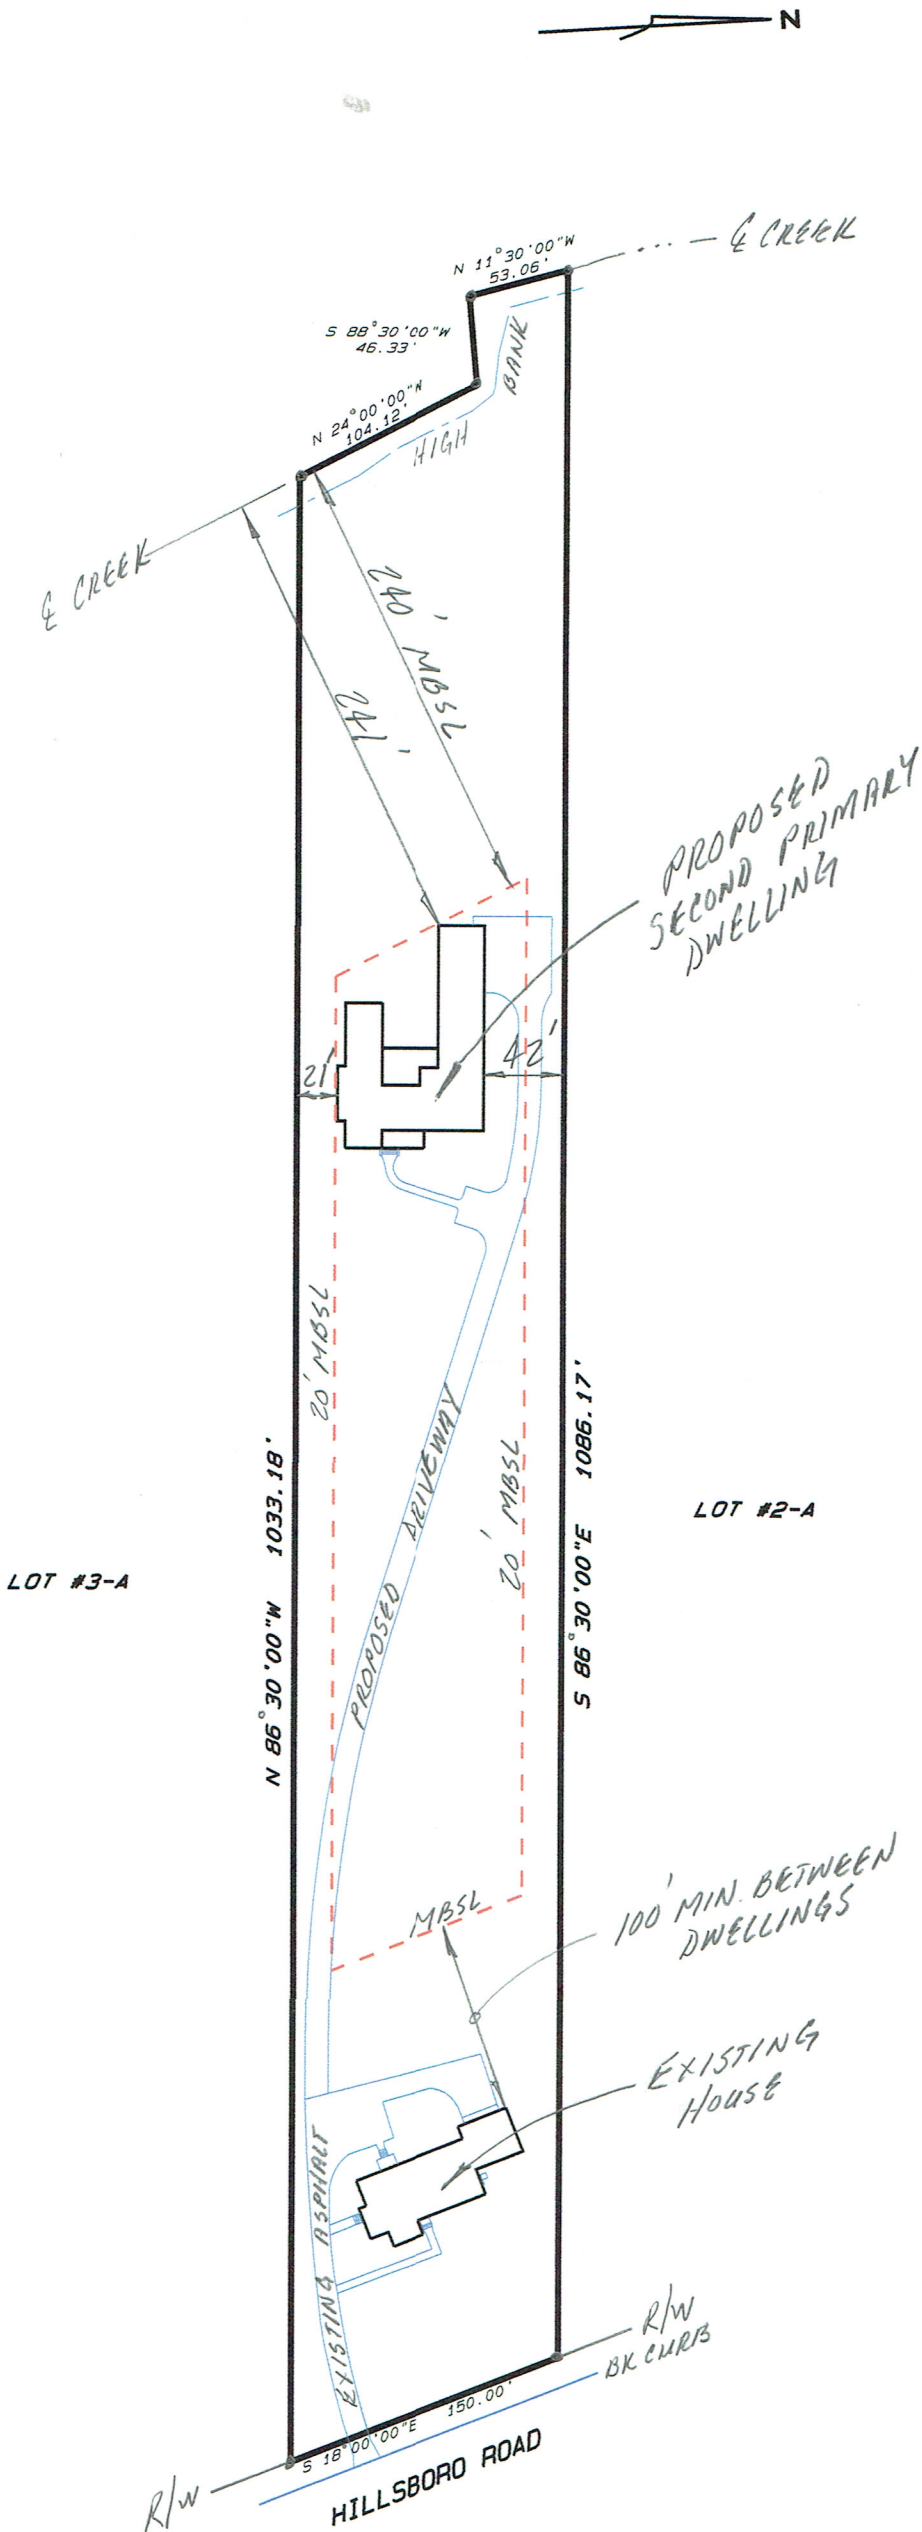 N
N 11°30'00"W
53.06'
℄ CREEK
S 88°30'00"W
46.33'
BANK
N 24°00'00"W
104.12'
HIGH
℄ CREEK
240' MBSL
241'
PROPOSED
SECOND PRIMARY
DWELLING
21'
42'
20' MBSL
N 86°30'00"W 1033.18'
S 86°30'00"E 1086.17'
PROPOSED DRIVEWAY
20' MBSL
LOT #2-A
LOT #3-A
MBSL
100' MIN. BETWEEN
DWELLINGS
EXISTING
HOUSE
EXISTING ASPHALT
R/W
BK CURB
S 18°00'00"E 150.00'
HILLSBORO ROAD
R/W